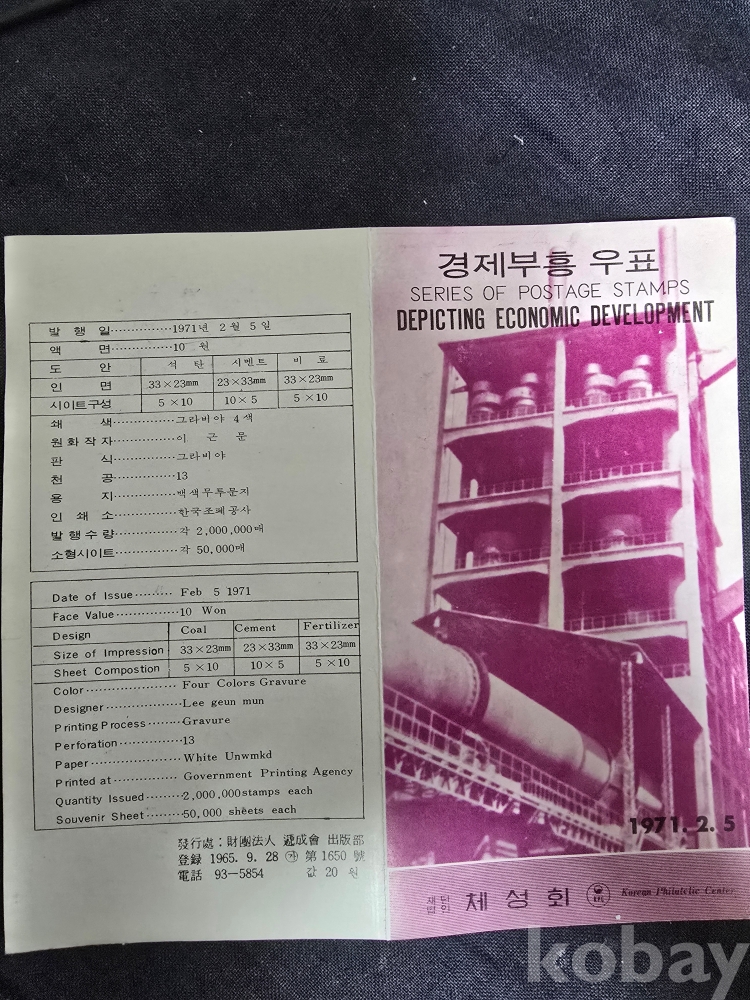 발행일···············1971년 2월 5일
액면···············10 원
도안 석탄 시멘트 비료
인면 33×23mm 23×33mm 33×23mm
시이트구성 5×10 10×5 5×10
쇄색···············그라비야 4색
원화작자···············이근문
판식···············그라비야
천공···············13
용지···············백색무투문지
인쇄소···············한국조폐공사
발행수량···············각 2,000,000매
소형시이트···············각 50,000매
Date of Issue········· Feb 5 1971
Face Value···············10 Won
Design Coal Cement Fertilizer
Size of Impression 33×23mm 23×33mm 33×23mm
Sheet Compostion 5×10 10×5 5×10
Color····················· Four Colors Gravure
Designer··················Lee geun mun
Printing Process········Gravure
Perforation···············13
Paper·····················White Unwmkd
Printed at··············· Government Printing Agency
Quantity Issued·········2,000,000stamps each
Souvenir Sheet·········50,000 sheets each
發行處：財團法人 遞成會 出版部
登録 1965. 9. 28 ㉮ 第 1650 號
電話 93-5854 값 20 원
경제부흥 우표
SERIES OF POSTAGE STAMPS
DEPICTING ECONOMIC DEVELOPMENT
1971. 2. 5
재단법인 체성회 Korean Philatelic Center
kobay